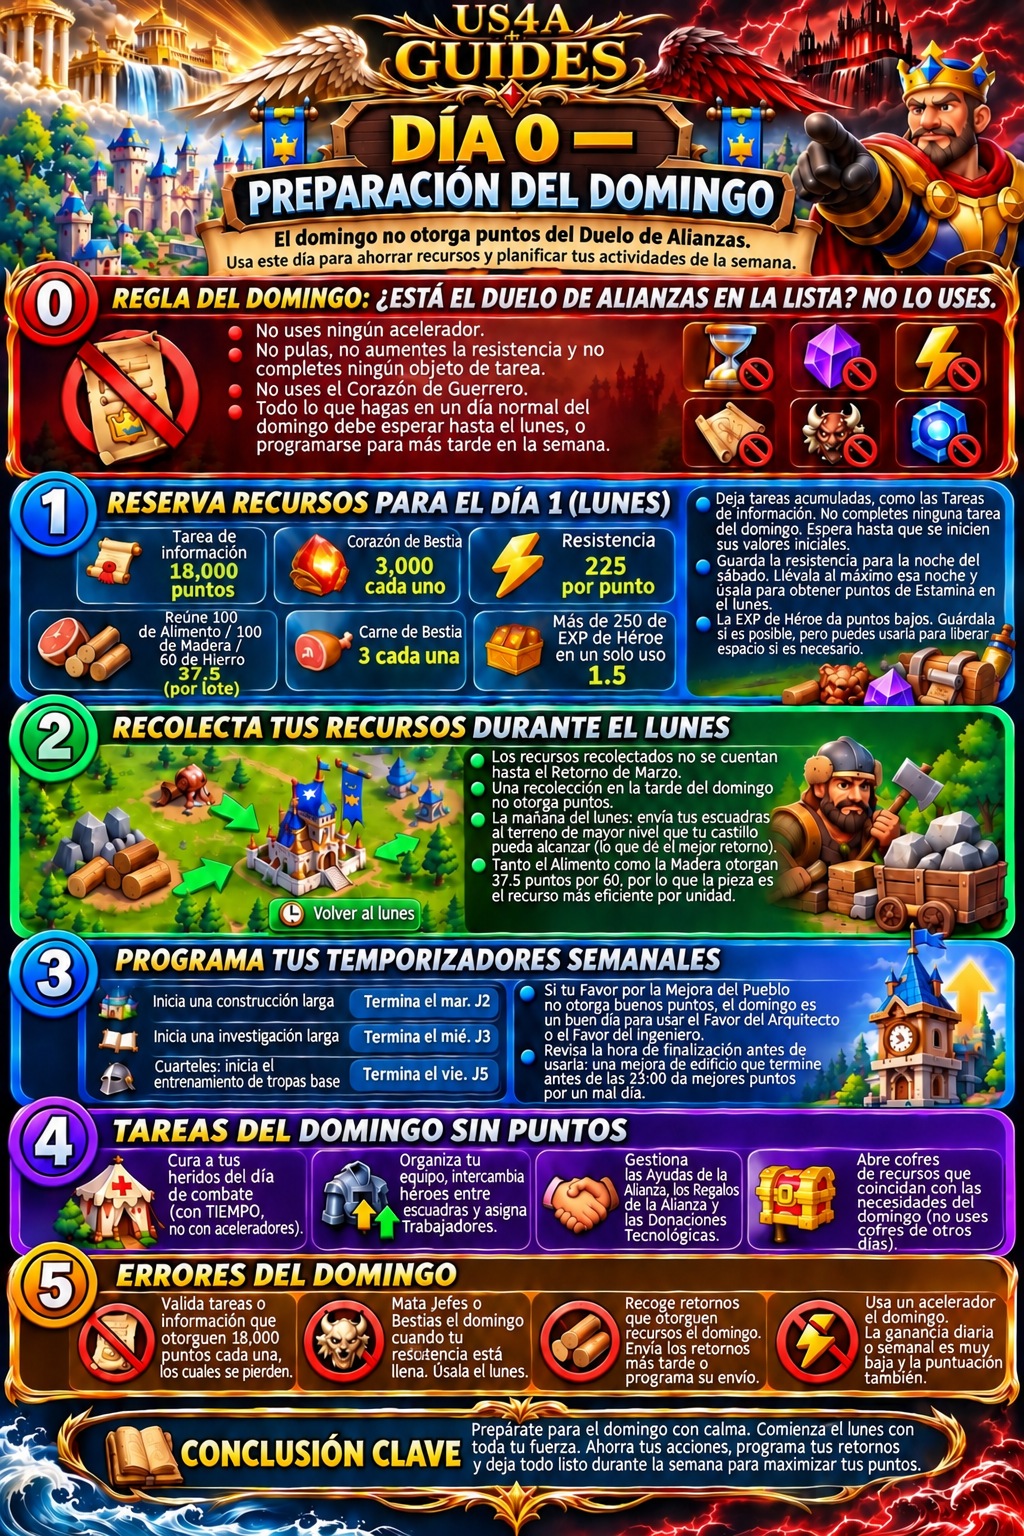 US4A
GUIDES
DÍA 0 —
PREPARACIÓN DEL DOMINGO
El domingo no otorga puntos del Duelo de Alianzas.
Usa este día para ahorrar recursos y planificar tus actividades de la semana.
0
REGLA DEL DOMINGO: ¿ESTÁ EL DUELO DE ALIANZAS EN LA LISTA? NO LO USES.
No uses ningún acelerador.
No pulas, no aumentes la resistencia y no
completes ningún objeto de tarea.
No uses el Corazón de Guerrero.
Todo lo que hagas en un día normal del
domingo debe esperar hasta el lunes, o
programarse para más tarde en la semana.
1
RESERVA RECURSOS PARA EL DÍA 1 (LUNES)
Tarea de
información
18,000
puntos
Corazón de Bestia
3,000
cada uno
Resistencia
225
por punto
Reúne 100
de Alimento / 100
de Madera /
60 de Hierro
37.5
(por lote)
Carne de Bestia
3 cada una
Más de 250 de
EXP de Héroe
en un solo uso
1.5
Deja tareas acumuladas, como las Tareas
de información. No completes ninguna tarea
del domingo. Espera hasta que se inicien
sus valores iniciales.
Guarda la resistencia para la noche del
sábado. Llévala al máximo esa noche y
úsala para obtener puntos de Estamina en
el lunes.
La EXP de Héroe da puntos bajos. Guárdala
si es posible, pero puedes usarla para liberar
espacio si es necesario.
2
RECOLECTA TUS RECURSOS DURANTE EL LUNES
Volver al lunes
Los recursos recolectados no se cuentan
hasta el Retorno de Marzo.
Una recolección en la tarde del domingo
no otorga puntos.
La mañana del lunes: envía tus escuadras
al terreno de mayor nivel que tu castillo
pueda alcanzar (lo que dé el mejor retorno).
Tanto el Alimento como la Madera otorgan
37.5 puntos por 60, por lo que la pieza es
el recurso más eficiente por unidad.
3
PROGRAMA TUS TEMPORIZADORES SEMANALES
Inicia una construcción larga
Termina el mar. J2
Inicia una investigación larga
Termina el mié. J3
Cuarteles: inicia el
entrenamiento de tropas base
Termina el vie. J5
Si tu Favor por la Mejora del Pueblo
no otorga buenos puntos, el domingo es
un buen día para usar el Favor del Arquitecto
o el Favor del ingeniero.
Revisa la hora de finalización antes de
usarla: una mejora de edificio que termine
antes de las 23:00 da mejores puntos
por un mal día.
4
TAREAS DEL DOMINGO SIN PUNTOS
Cura a tus
heridos del día
de combate
(con TIEMPO,
no con aceleradores).
Organiza tu
equipo, intercambia
héroes entre
escuadras y asigna
Trabajadores.
Gestiona
las Ayudas de la
Alianza, los Regalos
de la Alianza y
las Donaciones
Tecnológicas.
Abre cofres
de recursos que
coincidan con las
necesidades del
domingo (no uses
cofres de otros
días).
5
ERRORES DEL DOMINGO
Valida tareas o
información que
otorguen 18,000
puntos cada una,
los cuales se pierden.
Mata Jefes o
Bestias el domingo
cuando tu
resistencia está
llena. Úsala el lunes.
Recoge retornos
que otorguen
recursos el domingo.
Envía los retornos
más tarde o
programa su envío.
Usa un acelerador
el domingo.
La ganancia diaria
o semanal es muy
baja y la puntuación
también.
CONCLUSIÓN CLAVE
Prepárate para el domingo con calma. Comienza el lunes con
toda tu fuerza. Ahorra tus acciones, programa tus retornos
y deja todo listo durante la semana para maximizar tus puntos.